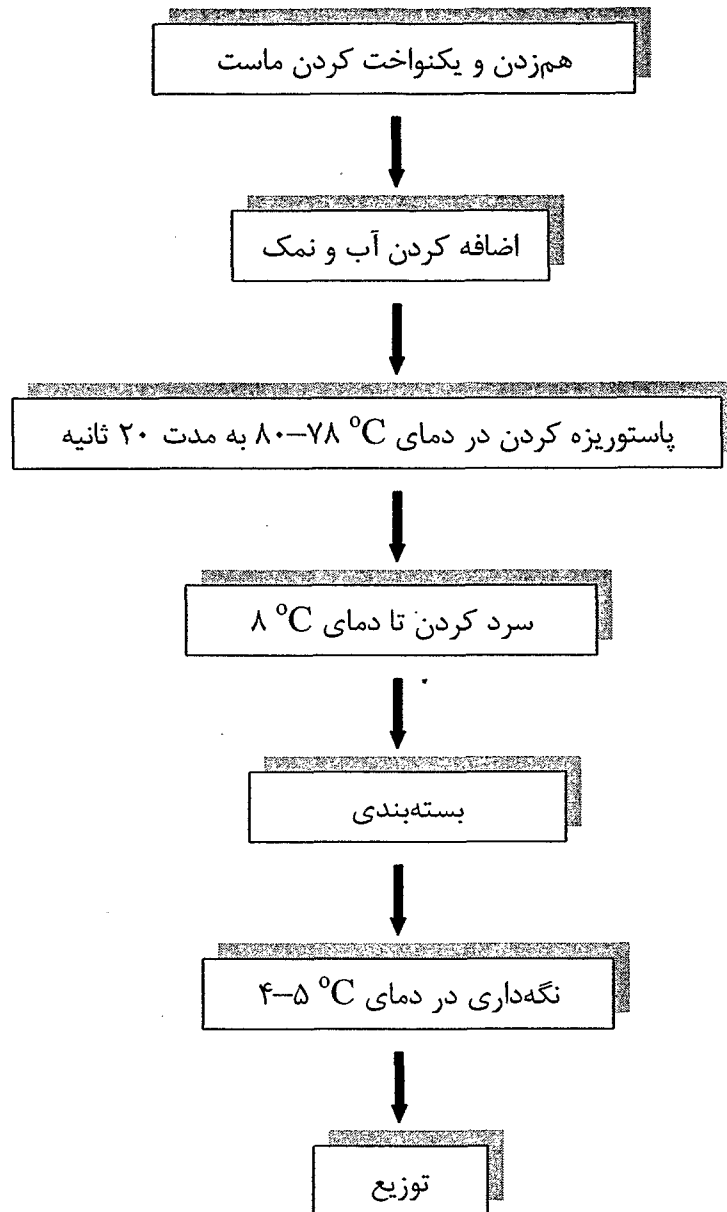 هم‌زدن و یکنواخت کردن ماست
اضافه کردن آب و نمک
پاستوریزه کردن در دمای ۷۸–۸۰ °C به مدت ۲۰ ثانیه
سرد کردن تا دمای ۸ °C
بسته‌بندی
نگه‌داری در دمای ۴–۵ °C
توزیع